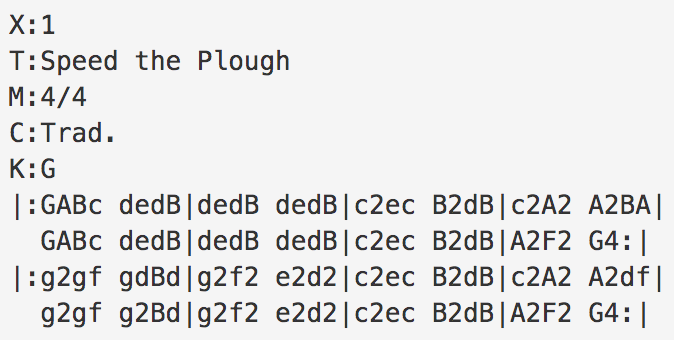 X:1
T:Speed the Plough
M:4/4
C:Trad.
K:G
|:GABc dedB|dedB dedB|c2ec B2dB|c2A2 A2BA|
  GABc dedB|dedB dedB|c2ec B2dB|A2F2 G4:|
|:g2gf gdBd|g2f2 e2d2|c2ec B2dB|c2A2 A2df|
  g2gf g2Bd|g2f2 e2d2|c2ec B2dB|A2F2 G4:|